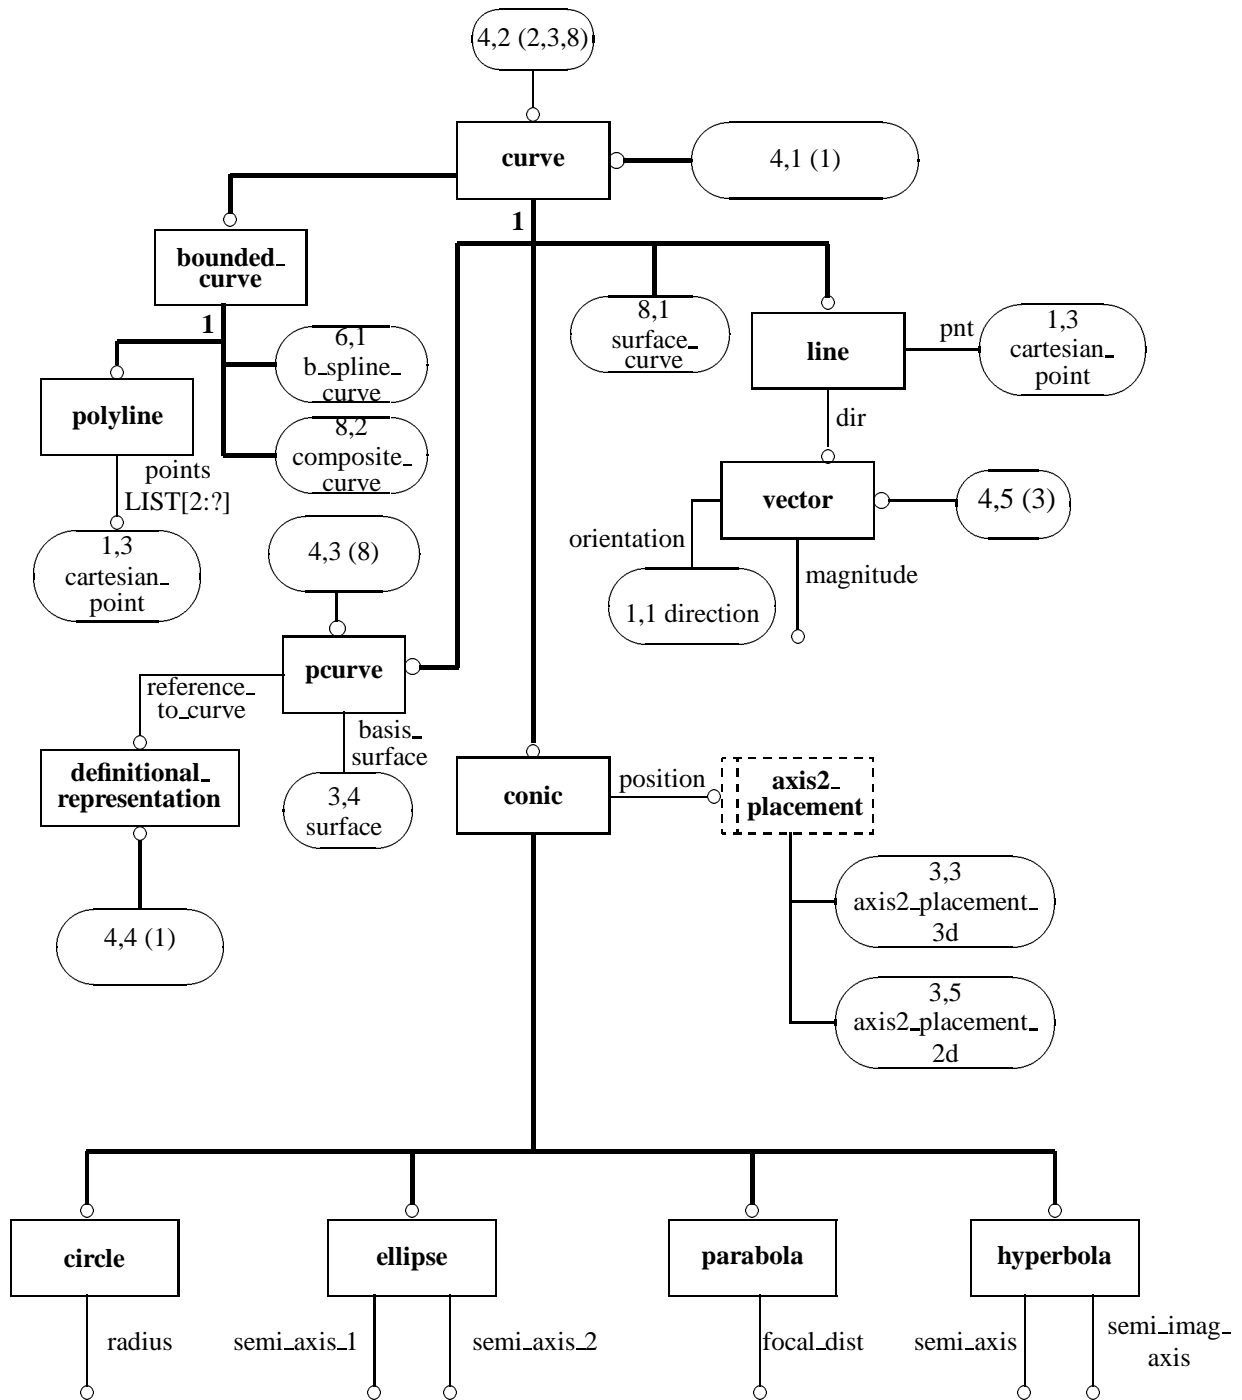 4,2 (2,3,8)
curve
4,1 (1)
1
bounded_
curve
1
6,1
b_spline_
curve
8,2
composite_
curve
polyline
points
LIST[2:?]
1,3
cartesian_
point
8,1
surface_
curve
line
pnt
1,3
cartesian_
point
dir
vector
4,5 (3)
orientation
magnitude
1,1 direction
4,3 (8)
pcurve
reference_
to_curve
basis_
surface
definitional_
representation
3,4
surface
4,4 (1)
conic
position
axis2_
placement
3,3
axis2_placement_
3d
3,5
axis2_placement_
2d
circle
ellipse
parabola
hyperbola
radius
semi_axis_1
semi_axis_2
focal_dist
semi_axis
semi_imag_
axis